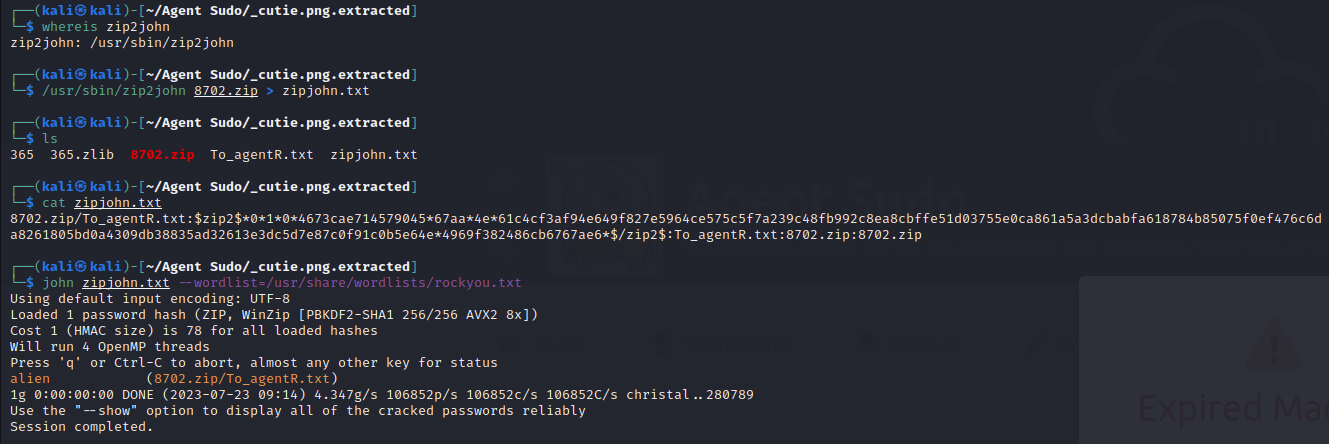 ┌──(kali㉿kali)-[~/Agent Sudo/_cutie.png.extracted]
└─$ whereis zip2john
zip2john: /usr/sbin/zip2john
┌──(kali㉿kali)-[~/Agent Sudo/_cutie.png.extracted]
└─$ /usr/sbin/zip2john 8702.zip > zipjohn.txt
┌──(kali㉿kali)-[~/Agent Sudo/_cutie.png.extracted]
└─$ ls
365  365.zlib  8702.zip  To_agentR.txt  zipjohn.txt
┌──(kali㉿kali)-[~/Agent Sudo/_cutie.png.extracted]
└─$ cat zipjohn.txt
8702.zip/To_agentR.txt:$zip2$*0*1*0*4673cae714579045*67aa*4e*61c4cf3af94e649f827e5964ce575c5f7a239c48fb992c8ea8cbffe51d03755e0ca861a5a3dcbabfa618784b85075f0ef476c6d
a8261805bd0a4309db38835ad32613e3dc5d7e87c0f91c0b5e64e*4969f382486cb6767ae6*$/zip2$:To_agentR.txt:8702.zip:8702.zip
┌──(kali㉿kali)-[~/Agent Sudo/_cutie.png.extracted]
└─$ john zipjohn.txt --wordlist=/usr/share/wordlists/rockyou.txt
Using default input encoding: UTF-8
Loaded 1 password hash (ZIP, WinZip [PBKDF2-SHA1 256/256 AVX2 8x])
Cost 1 (HMAC size) is 78 for all loaded hashes
Will run 4 OpenMP threads
Press 'q' or Ctrl-C to abort, almost any other key for status
alien            (8702.zip/To_agentR.txt)
1g 0:00:00:00 DONE (2023-07-23 09:14) 4.347g/s 106852p/s 106852c/s 106852C/s christal..280789
Use the "--show" option to display all of the cracked passwords reliably
Session completed.
Agent Sudo
Expired Mac